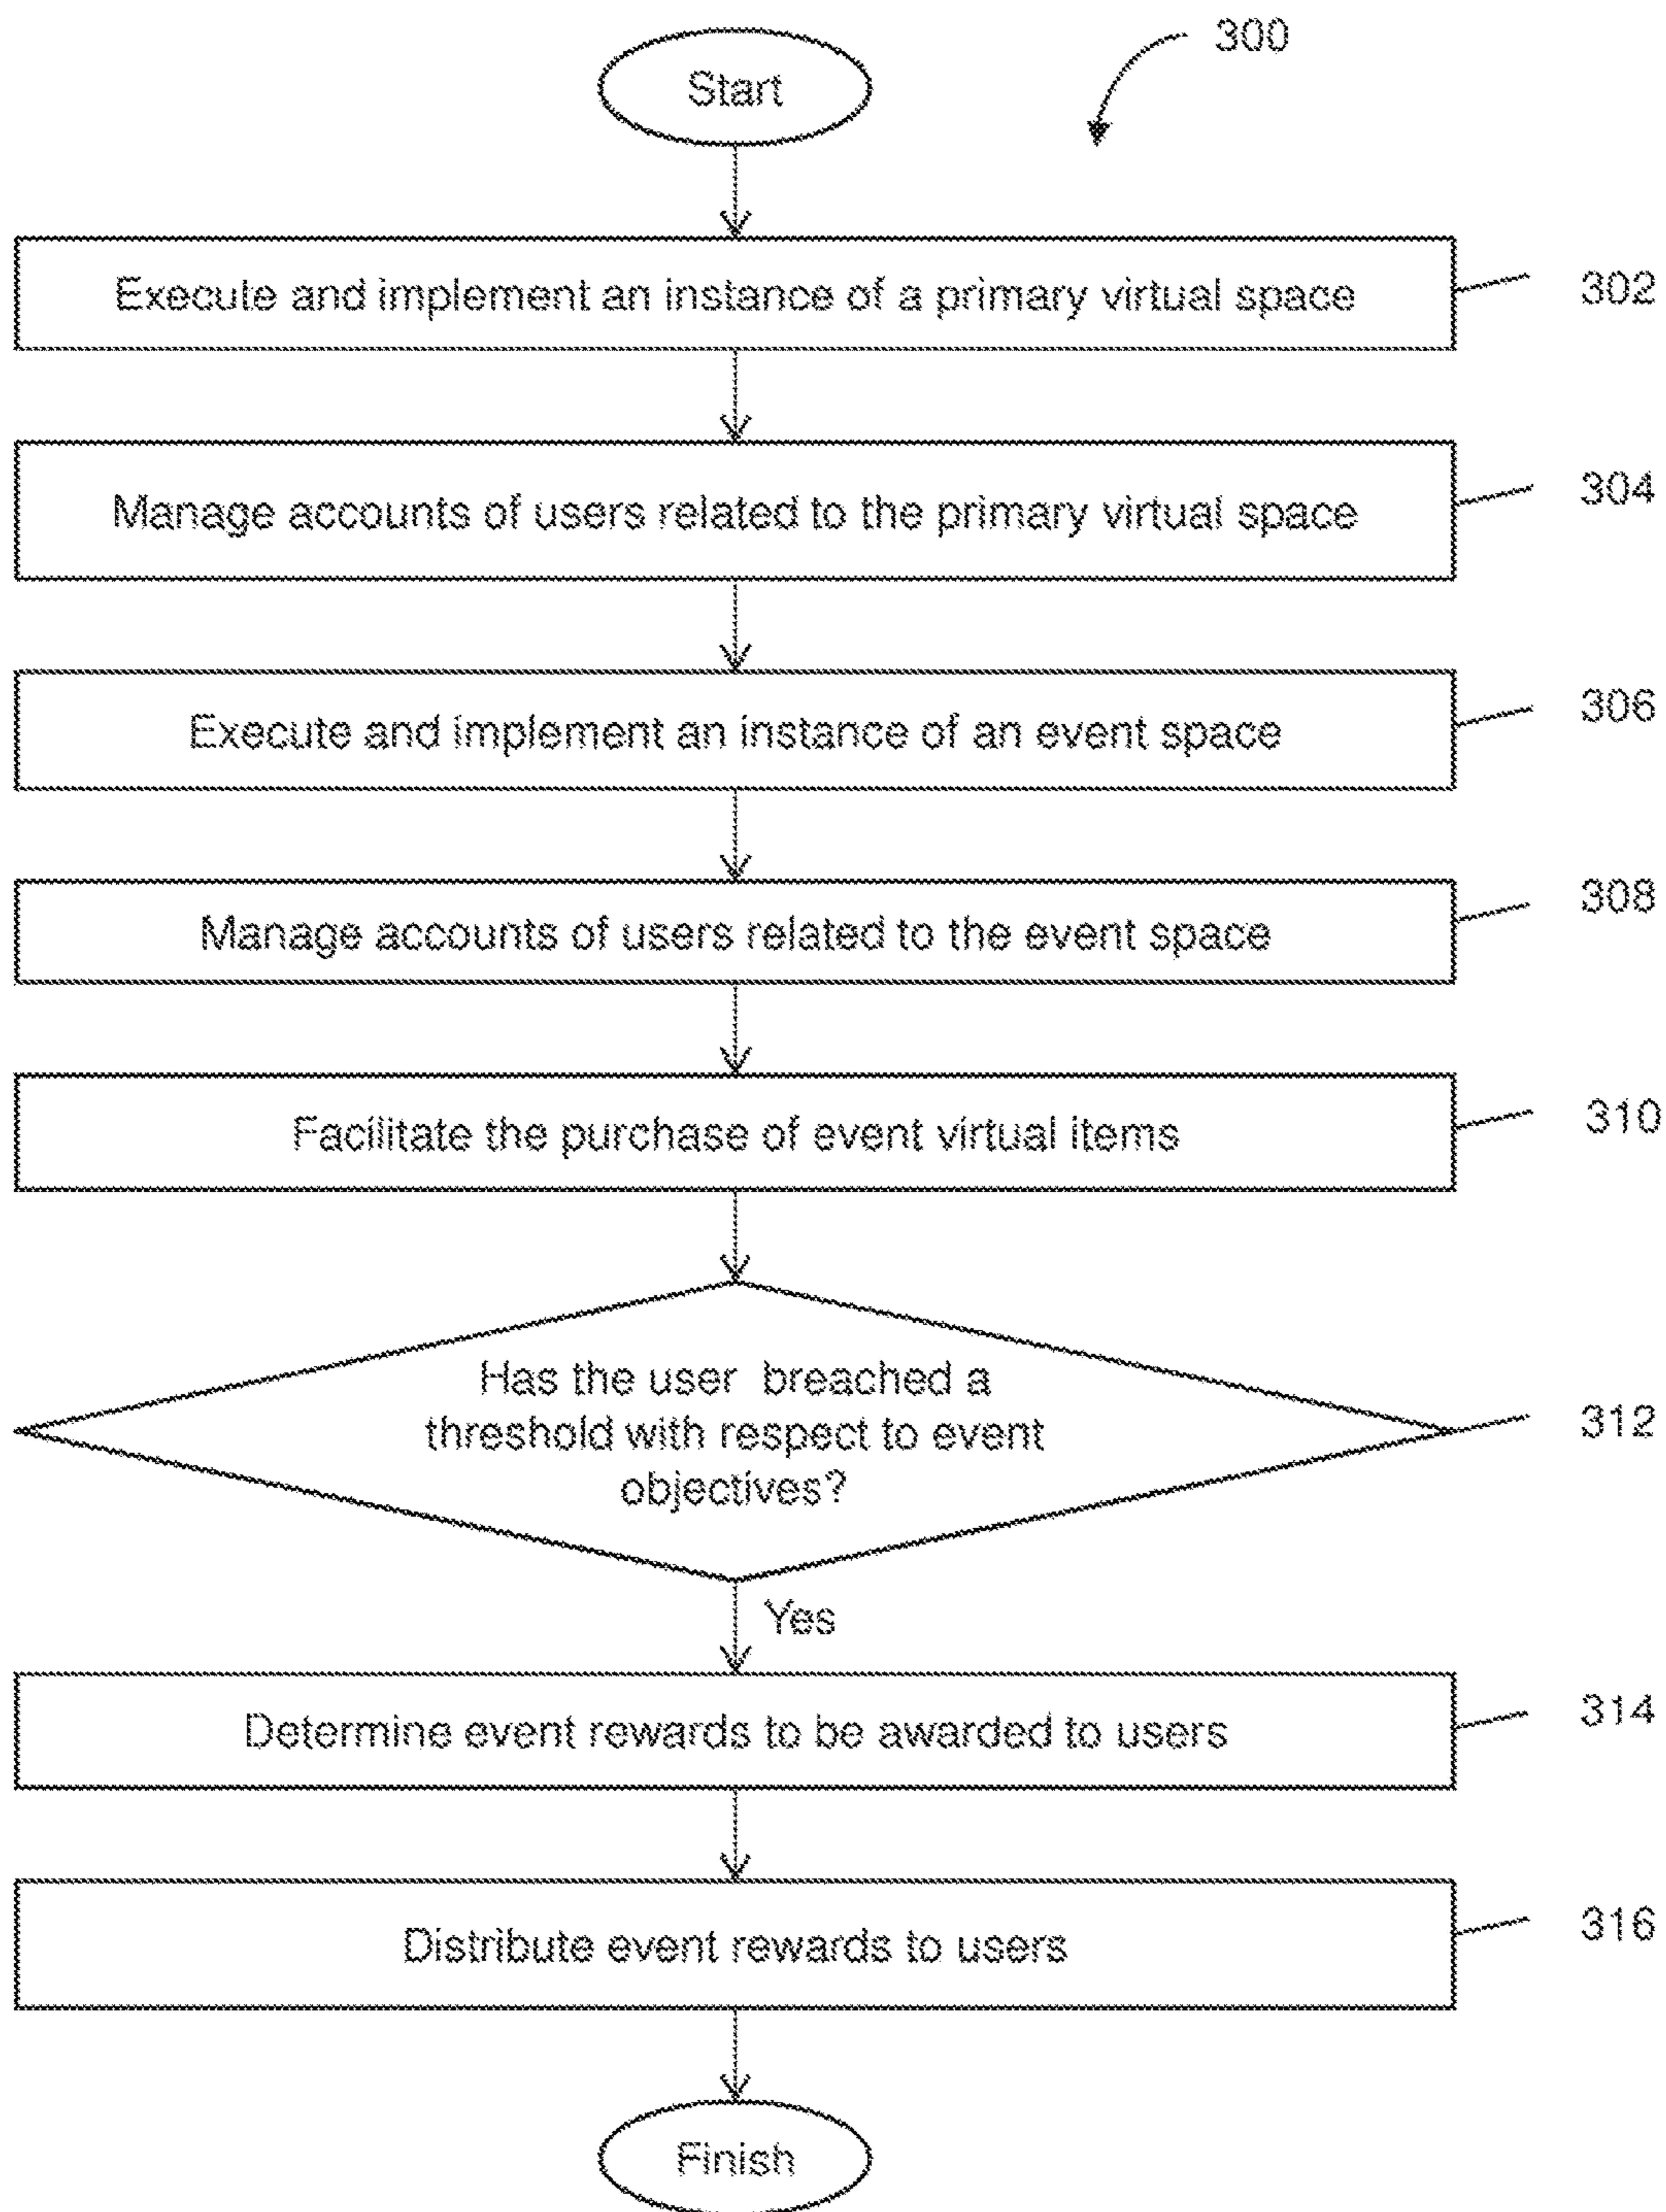 300
Start
Execute and implement an instance of a primary virtual space
302
Manage accounts of users related to the primary virtual space
304
Execute and implement an instance of an event space
306
Manage accounts of users related to the event space
308
Facilitate the purchase of event virtual items
310
Has the user breached a
threshold with respect to event
objectives?
312
Yes
Determine event rewards to be awarded to users
314
Distribute event rewards to users
316
Finish